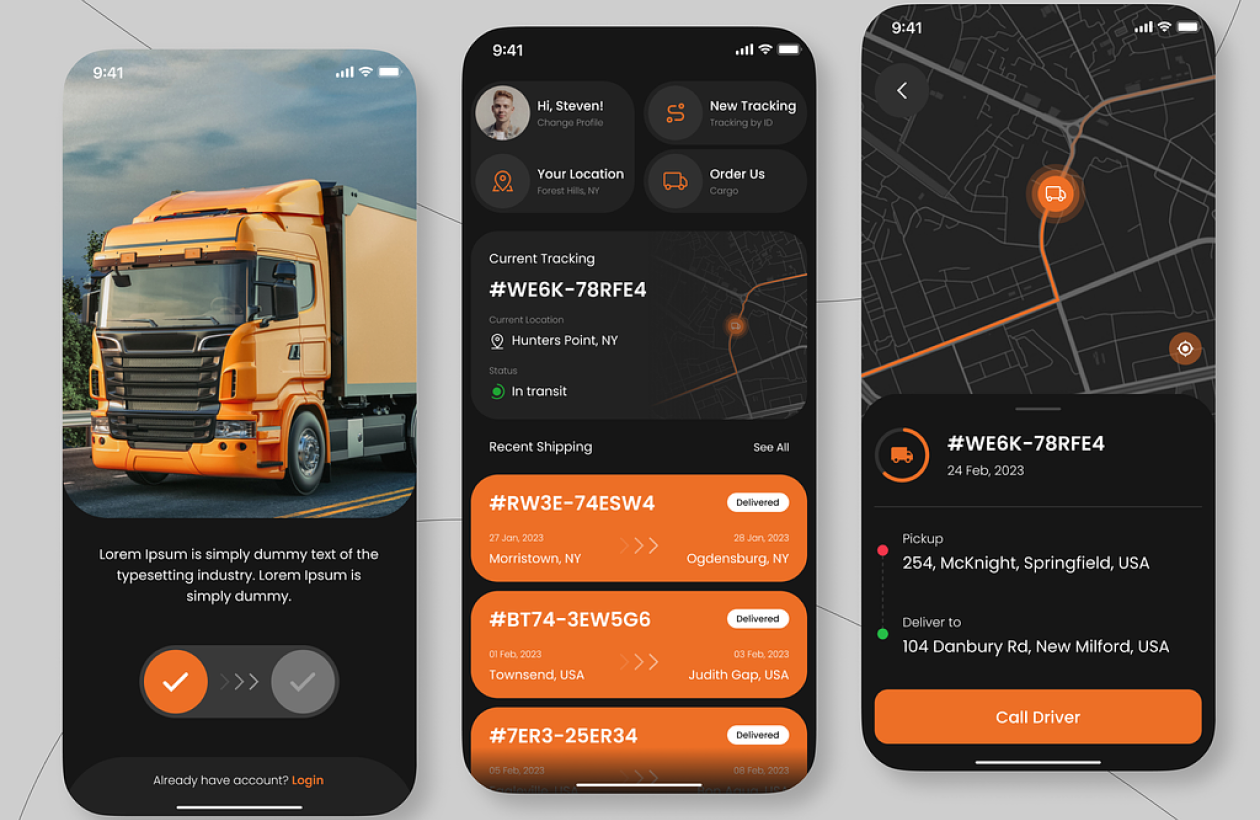 9:41
Lorem Ipsum is simply dummy text of the
typesetting industry. Lorem Ipsum is
simply dummy.
Already have account? Login
9:41
Hi, Steven!
Change Profile
New Tracking
Tracking by ID
Your Location
Forest Hills, NY
Order Us
Cargo
Current Tracking
#WE6K-78RFE4
Current Location
Hunters Point, NY
Status
In transit
Recent Shipping See All
#RW3E-74ESW4 Delivered
27 Jan, 2023 28 Jan, 2023
Morristown, NY Ogdensburg, NY
#BT74-3EW5G6 Delivered
01 Feb, 2023 03 Feb, 2023
Townsend, USA Judith Gap, USA
#7ER3-25ER34 Delivered
05 Feb, 2023 08 Feb, 2023
9:41
#WE6K-78RFE4
24 Feb, 2023
Pickup
254, McKnight, Springfield, USA
Deliver to
104 Danbury Rd, New Milford, USA
Call Driver